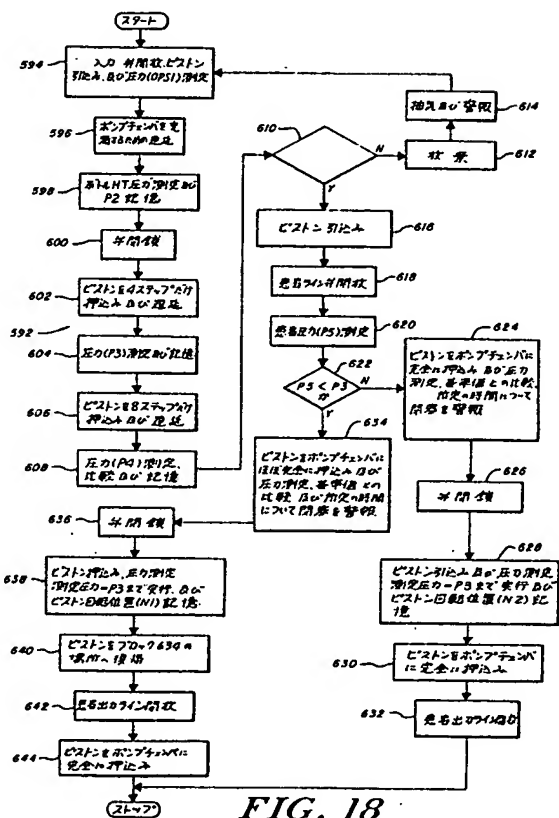 スタート
594
入力弁開放、ピストン
引込み、及び圧力(OPSI)測定
596
ポンプチェンバを充
満するための遅延
598
ボトルHT圧力測定及び
P2記憶
600
弁閉鎖
602
ピストンを4ステップだけ
押込み及び遅延
592
604
圧力(P3)測定及び記憶
606
ピストンを8ステップだけ
押込み及び遅延
608
圧力(P4)測定、
比較及び記憶
610
N
Y
612
614
及び警報
ピストン引込み
616
患者ライン弁開放
618
患者圧力(P5)測定
620
622
P5<P3
か
N
Y
624
ピストンをポンプチェンバに
完全に押込み及び圧力
測定、基準値との比較、
所定の時間について
閉塞を警報
626
弁閉鎖
628
ピストン引込み及び圧力測定
測定圧力=P3まで実行及び
ピストン回転位置(N2)記
憶
630
ピストンをポンプチェンバ
に完全に押込み
632
患者出力ライン開放
634
ピストンをポンプチェンバに
ほぼ完全に押込み及び
圧力測定、基準値との
比較及び所定の時間
について閉塞を警報
636
弁閉鎖
638
ピストン押込み、圧力測定
測定圧力=P3まで実行、及び
ピストン回転位置(N1)記憶
640
ピストンをブロック634の
場所へ復帰
642
患者出力ライン開放
644
ピストンをポンプチェンバに
完全に押込み
ストップ
FIG. 18